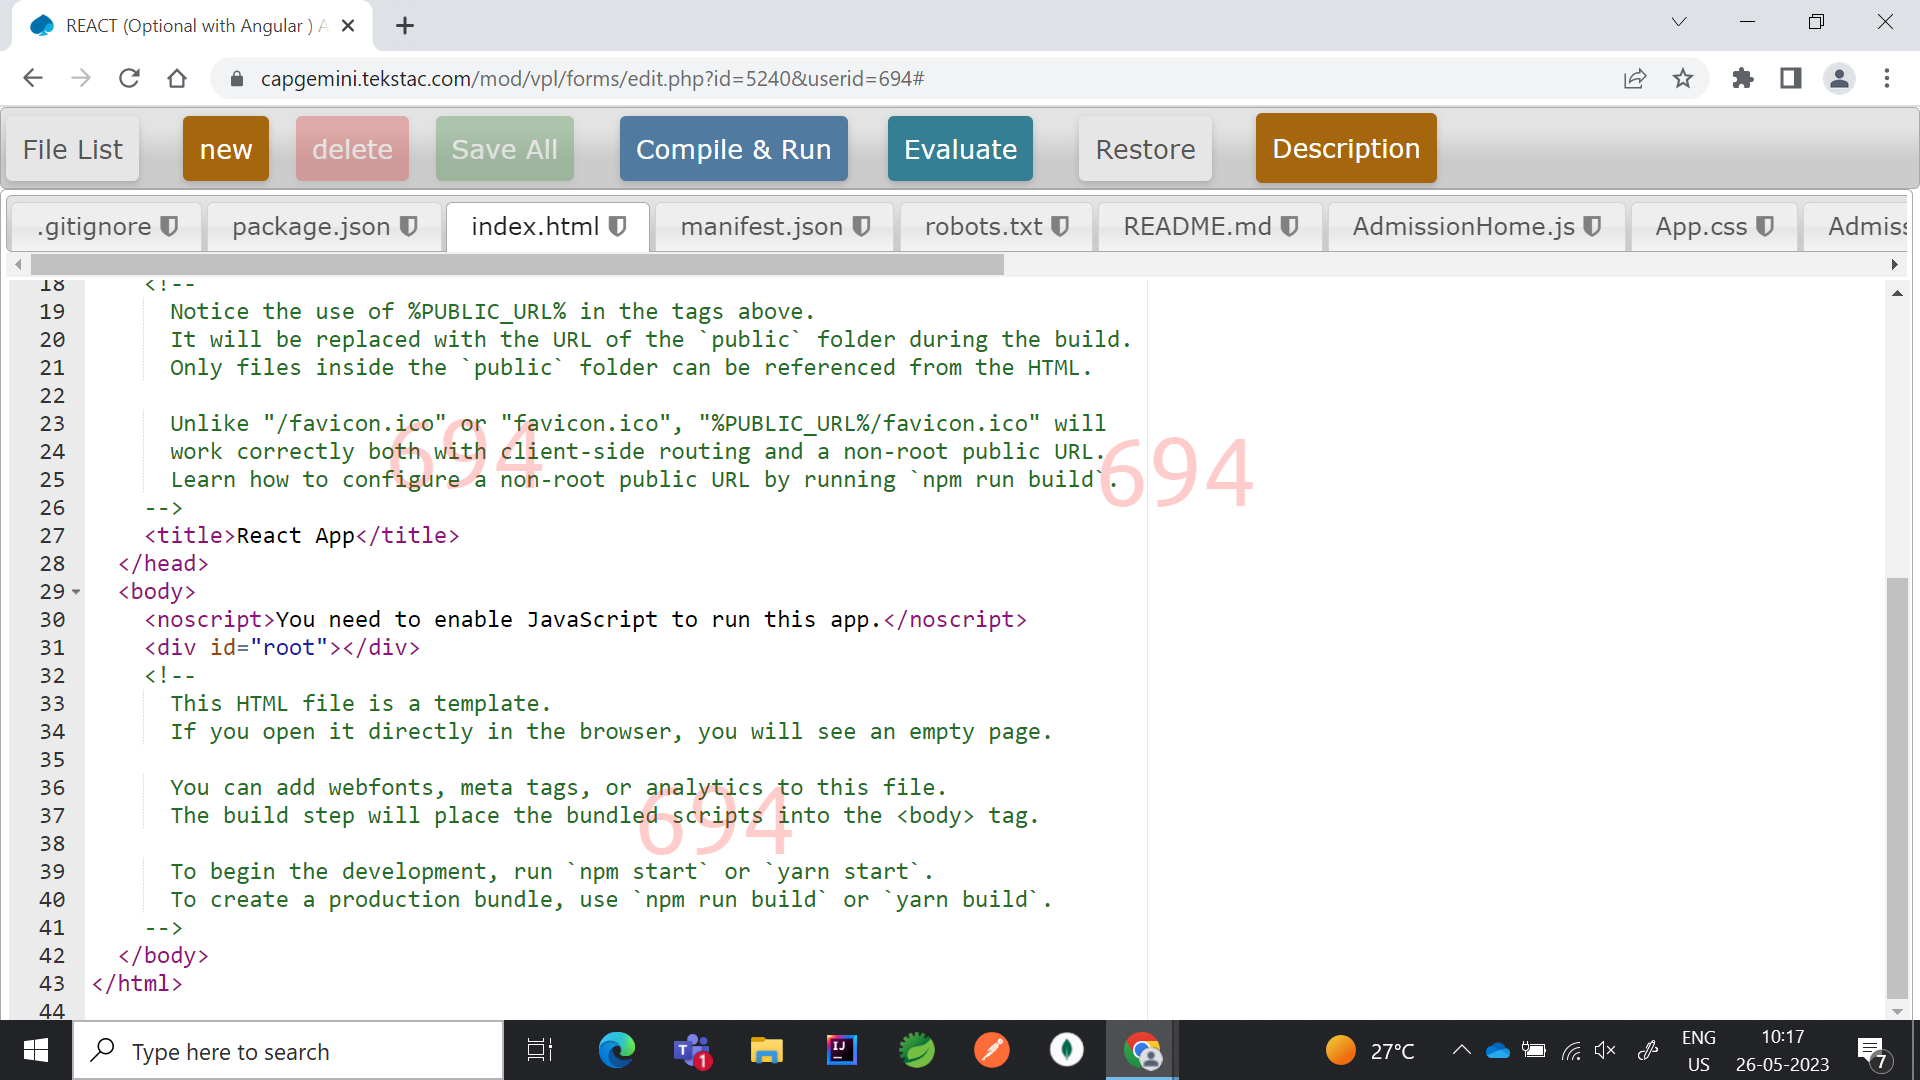 REACT (Optional with Angular ) A
capgemini.tekstac.com/mod/vpl/forms/edit.php?id=5240&userid=694#
File List new delete Save All Compile & Run Evaluate Restore Description
.gitignore package.json index.html manifest.json robots.txt README.md AdmissionHome.js App.css Admiss
18 <!--
19 Notice the use of %PUBLIC_URL% in the tags above.
20 It will be replaced with the URL of the `public` folder during the build.
21 Only files inside the `public` folder can be referenced from the HTML.
22
23 Unlike "/favicon.ico" or "favicon.ico", "%PUBLIC_URL%/favicon.ico" will
24 work correctly both with client-side routing and a non-root public URL.
25 Learn how to configure a non-root public URL by running `npm run build`.
26 -->
27 <title>React App</title>
28 </head>
29 <body>
30 <noscript>You need to enable JavaScript to run this app.</noscript>
31 <div id="root"></div>
32 <!--
33 This HTML file is a template.
34 If you open it directly in the browser, you will see an empty page.
35
36 You can add webfonts, meta tags, or analytics to this file.
37 The build step will place the bundled scripts into the <body> tag.
38
39 To begin the development, run `npm start` or `yarn start`.
40 To create a production bundle, use `npm run build` or `yarn build`.
41 -->
42 </body>
43 </html>
44
694
694
694
Type here to search
T 1
IJ
27°C
ENG
US
10:17
26-05-2023
7